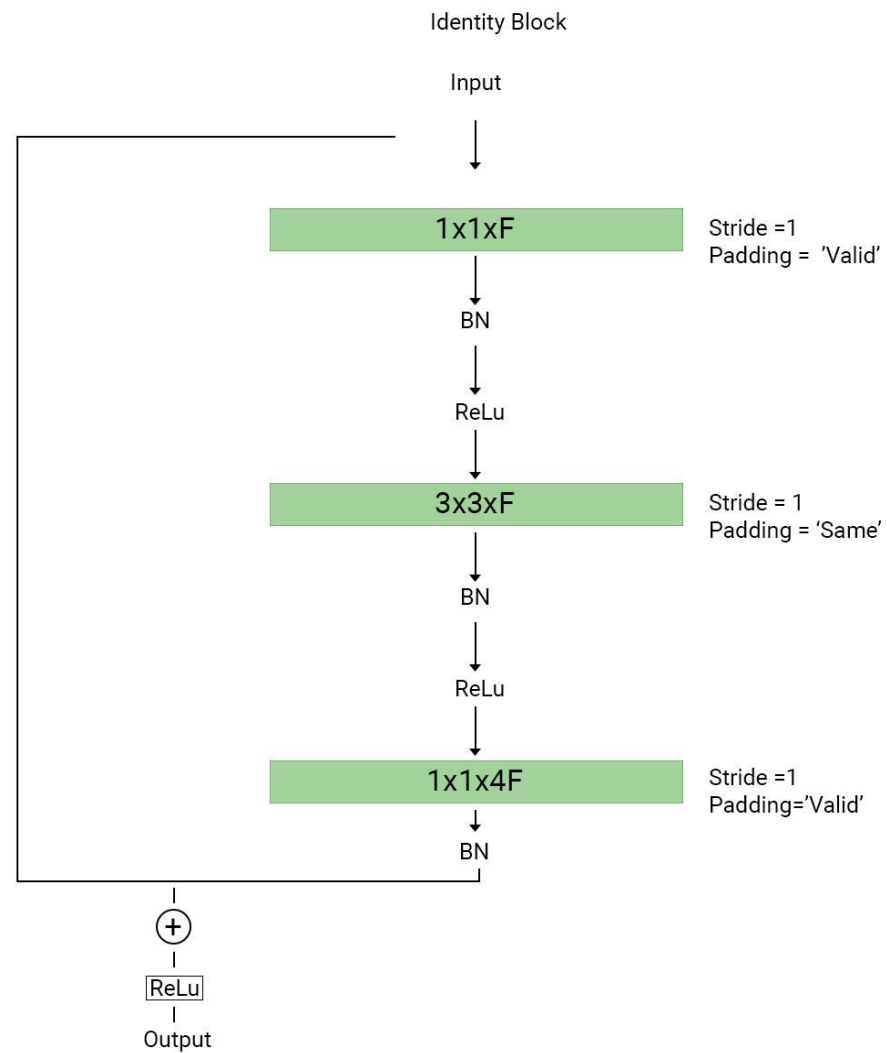 Identity Block
Input
1x1xF
Stride =1
Padding =  ’Valid’
BN
ReLu
3x3xF
Stride = 1
Padding = ‘Same’
BN
ReLu
1x1x4F
Stride =1
Padding=’Valid’
BN
+
ReLu
Output